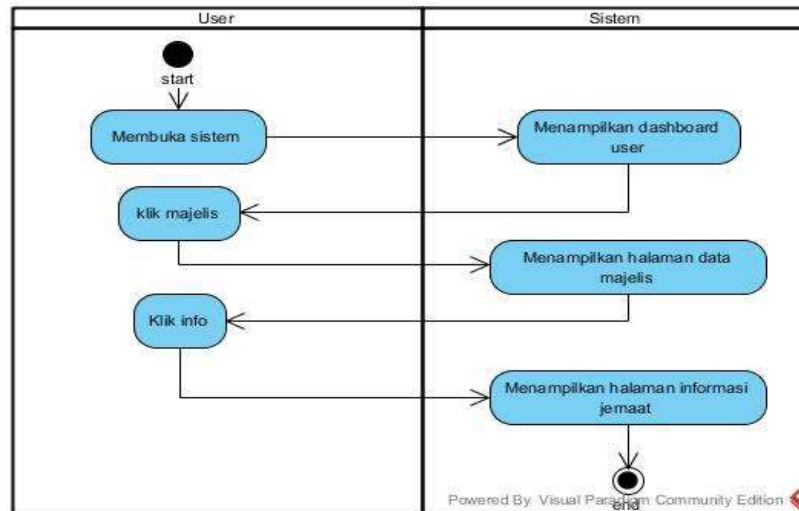 User
Sistem
start
Membuka sistem
Menampilkan dashboard
user
klik majelis
Menampilkan halaman data
majelis
Klik info
Menampilkan halaman informasi
jemaat
end
Powered By Visual Paradigm Community Edition